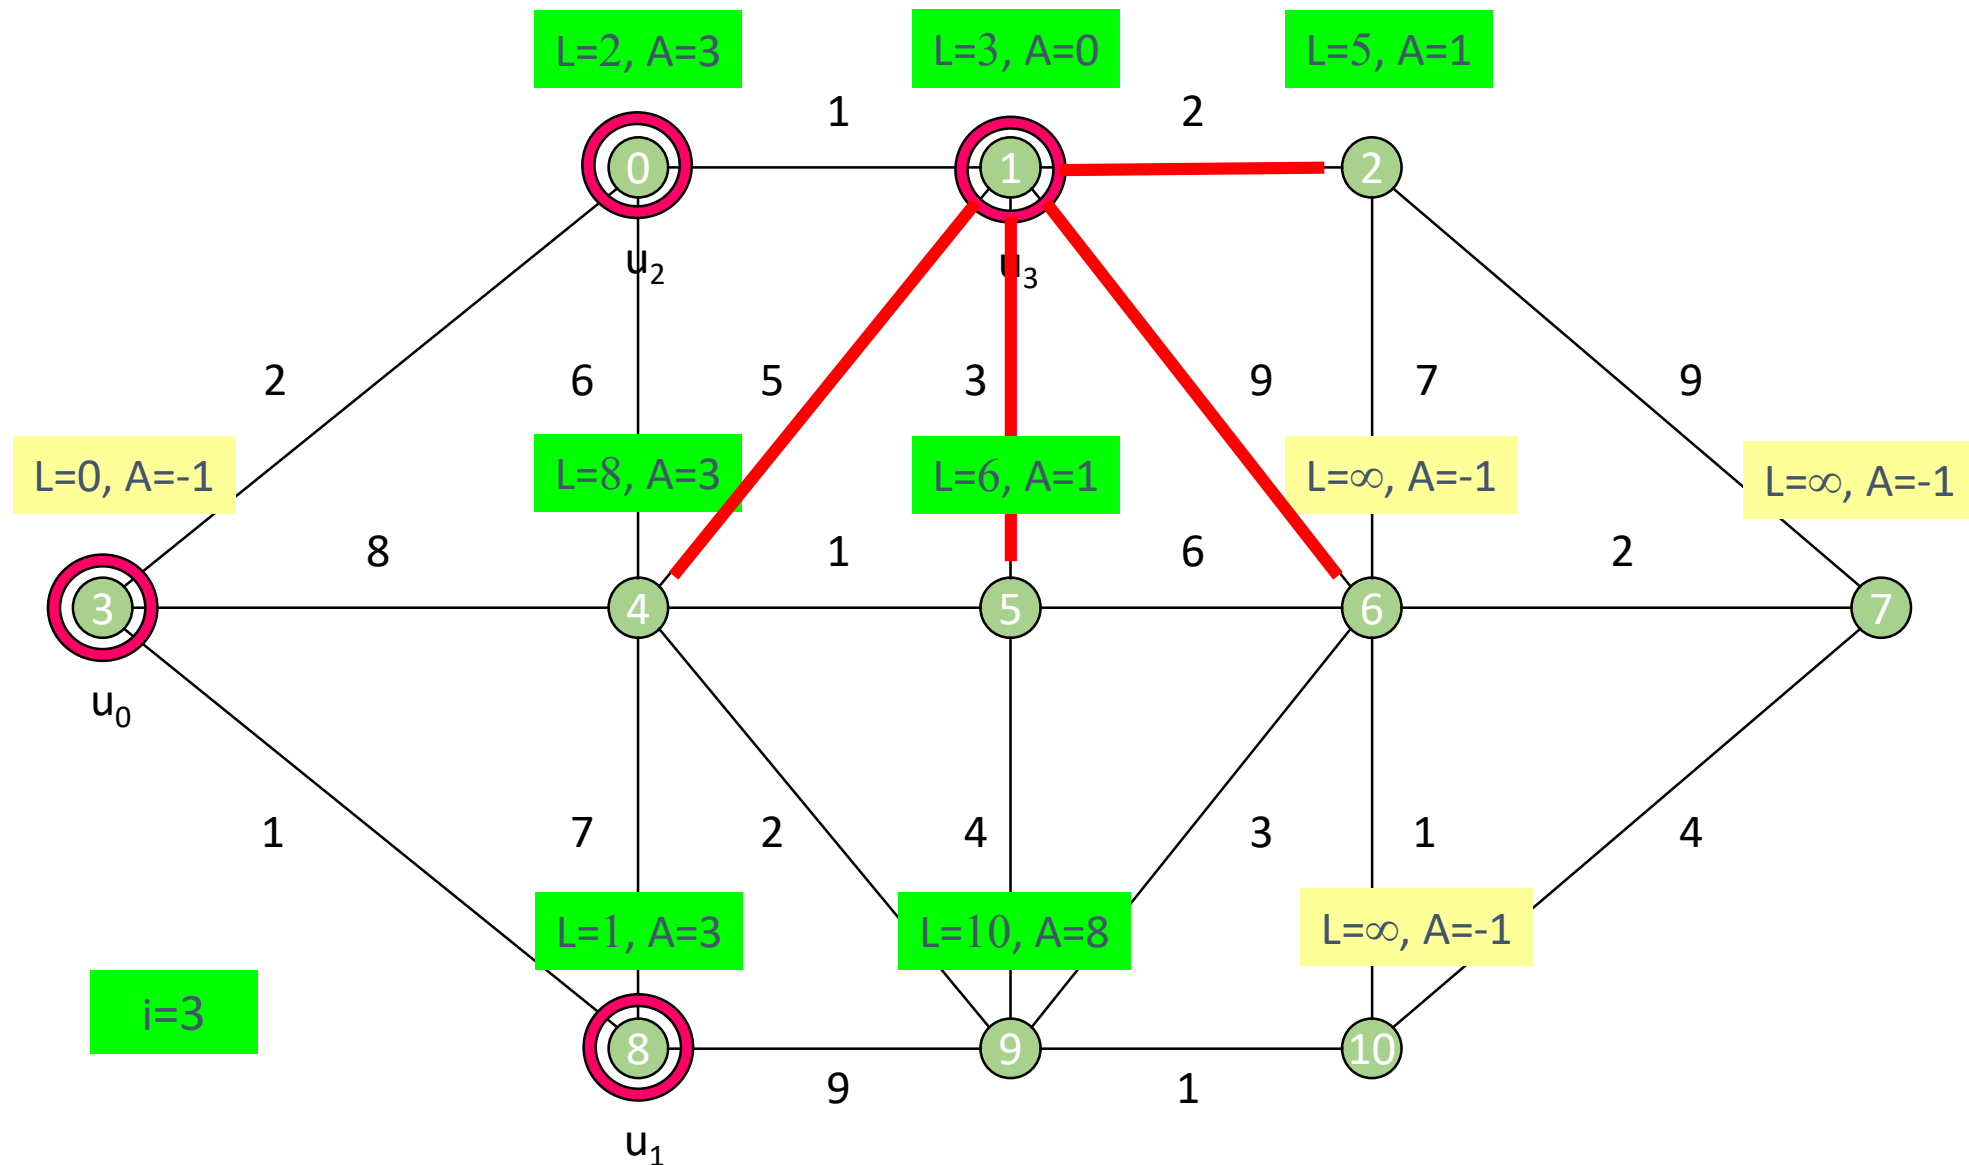 L=2, A=3
L=3, A=0
L=5, A=1
1
2
0
1
2
u2
u3
2
6
5
3
9
7
9
L=0, A=-1
L=8, A=3
L=6, A=1
L=∞, A=-1
L=∞, A=-1
8
1
6
2
3
4
5
6
7
u0
1
7
2
4
3
1
4
L=1, A=3
L=10, A=8
L=∞, A=-1
i=3
8
9
10
9
1
u1